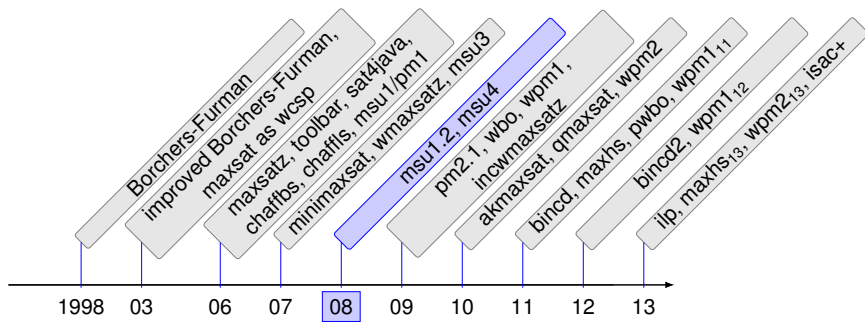 Borchers-Furman
improved Borchers-Furman,
maxsat as wcsp
maxsatz, toolbar, sat4java,
chaffbs, chaffls, msu1/pm1
minimaxsat, wmaxsatz, msu3
msu1.2, msu4
pm2.1, wbo, wpm1,
incwmaxsatz
akmaxsat, qmaxsat, wpm2
bincd, maxhs, pwbo, wpm1₁₁
bincd2, wpm1₁₂
ilp, maxhs₁₃, wpm2₁₃, isac+
1998 03 06 07 08 09 10 11 12 13